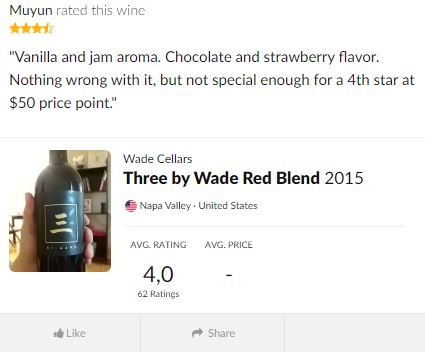 Muyun rated this wine
"Vanilla and jam aroma. Chocolate and strawberry flavor.
Nothing wrong with it, but not special enough for a 4th star at
$50 price point."
Wade Cellars
Three by Wade Red Blend 2015
Napa Valley · United States
AVG. RATING AVG. PRICE
4,0 -
62 Ratings
三
BY WADE
Like Share